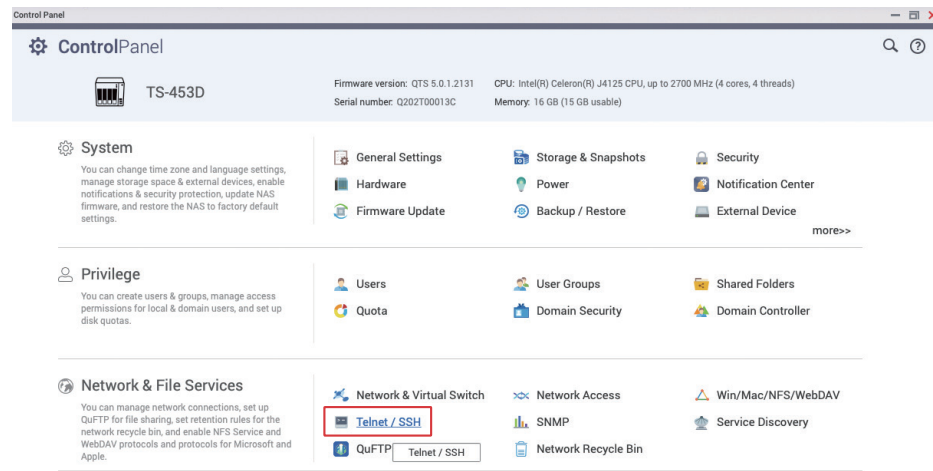 Control Panel
ControlPanel
TS-453D
Firmware version: QTS 5.0.1.2131
CPU: Intel(R) Celeron(R) J4125 CPU, up to 2700 MHz (4 cores, 4 threads)
Serial number: Q202T00013C
Memory: 16 GB (15 GB usable)
System
You can change time zone and language settings,
manage storage space & external devices, enable
notifications & security protection, update NAS
firmware, and restore the NAS to factory default
settings.
General Settings
Storage & Snapshots
Security
Hardware
Power
Notification Center
Firmware Update
Backup / Restore
External Device
more>>
Privilege
You can create users & groups, manage access
permissions for local & domain users, and set up
disk quotas.
Users
User Groups
Shared Folders
Quota
Domain Security
Domain Controller
Network & File Services
You can manage network connections, set up
QuFTP for file sharing, set retention rules for the
network recycle bin, and enable NFS Service and
WebDAV protocols and protocols for Microsoft and
Apple.
Network & Virtual Switch
Network Access
Win/Mac/NFS/WebDAV
Telnet / SSH
SNMP
Service Discovery
QuFTP
Telnet / SSH
Network Recycle Bin